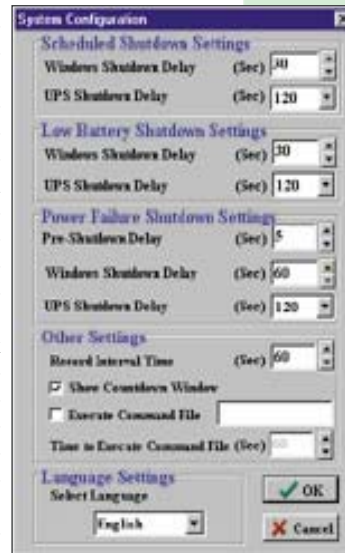 System Configuration
Scheduled Shutdown Settings
Windows Shutdown Delay (Sec) 30
UPS Shutdown Delay (Sec) 120
Low Battery Shutdown Settings
Windows Shutdown Delay (Sec) 30
UPS Shutdown Delay (Sec) 120
Power Failure Shutdown Settings
Pre-Shutdown Delay (Sec) 5
Windows Shutdown Delay (Sec) 60
UPS Shutdown Delay (Sec) 120
Other Settings
Record Interval Time (Sec) 60
Show Countdown Window
Execute Command File
Time to Execute Command File (Sec)
Language Settings
Select Language
English
OK
Cancel